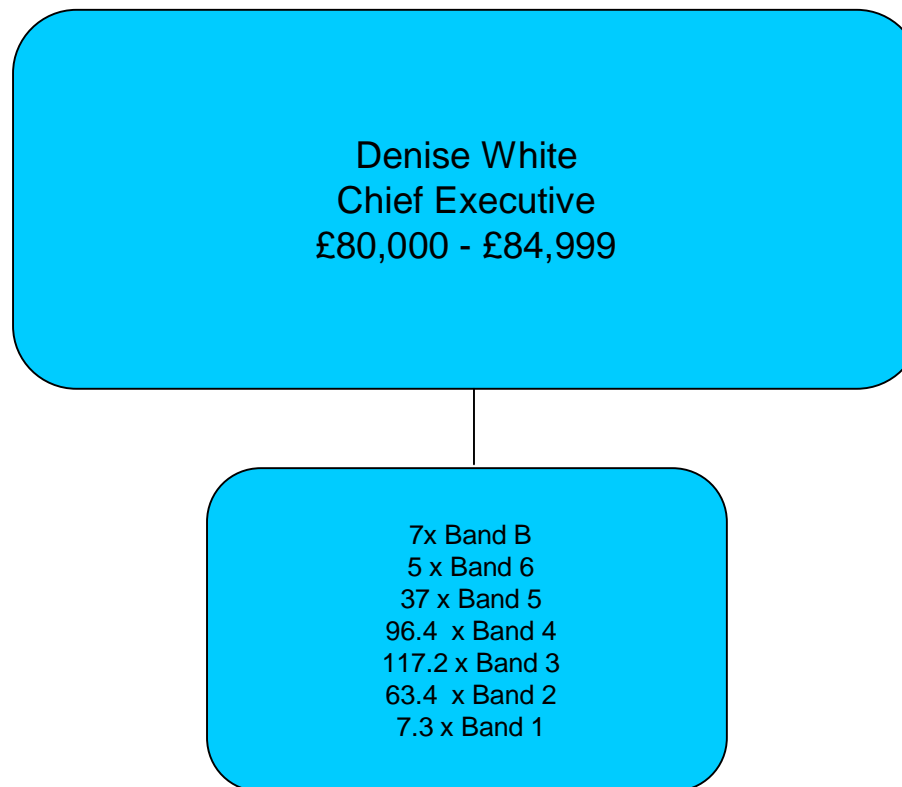 Denise White
Chief Executive
£80,000 - £84,999
7x Band B
5 x Band 6
37 x Band 5
96.4  x Band 4
117.2 x Band 3
63.4  x Band 2
7.3 x Band 1